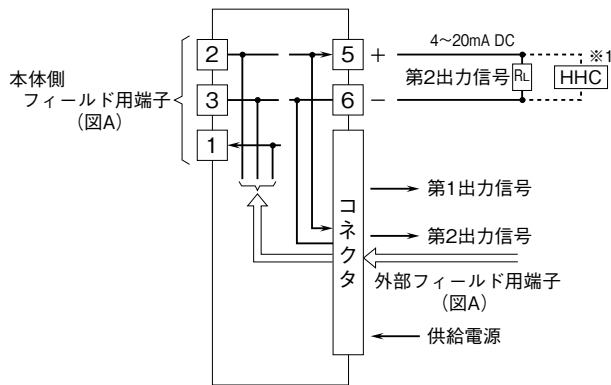 2
5
+
4~20mA DC
※1
本体側
フィールド用端子
(図A)
第2出力信号
RL
HHC
3
6
−
1
コネクタ
第1出力信号
第2出力信号
外部フィールド用端子
(図A)
供給電源